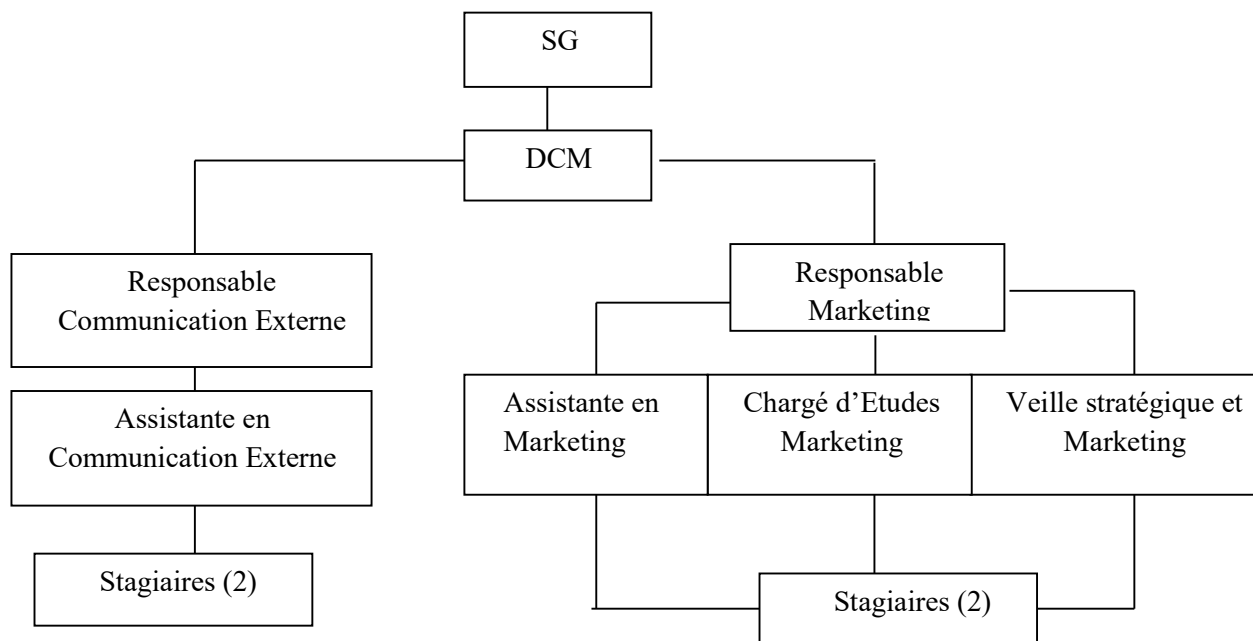 SG
DCM
Responsable
Communication Externe
Assistante en
Communication Externe
Stagiaires (2)
Responsable
Marketing
Assistante en
Marketing
Chargé d’Etudes
Marketing
Veille stratégique et
Marketing
Stagiaires (2)